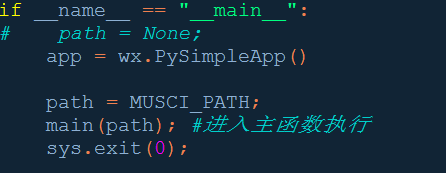 if __name__ == "__main__":
#    path = None;
    app = wx.PySimpleApp()

    path = MUSCI_PATH;
    main(path); #进入主函数执行
    sys.exit(0);